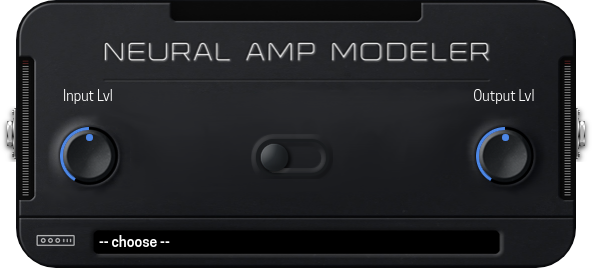 NEURAL AMP MODELER
Input Lvl
Output Lvl
-- choose --